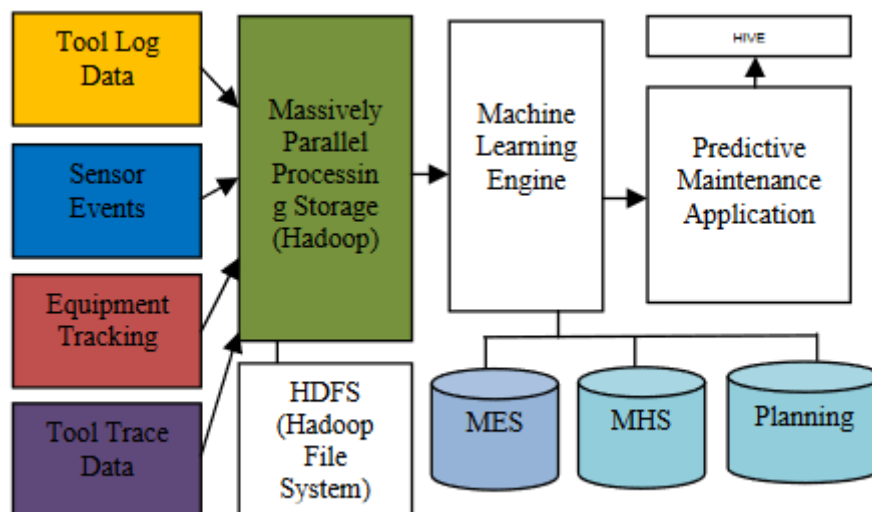 Tool Log
Data
Sensor
Events
Equipment
Tracking
Tool Trace
Data
Massively
Parallel
Processin
g Storage
(Hadoop)
HDFS
(Hadoop
File
System)
Machine
Learning
Engine
HIVE
Predictive
Maintenance
Application
MES
MHS
Planning